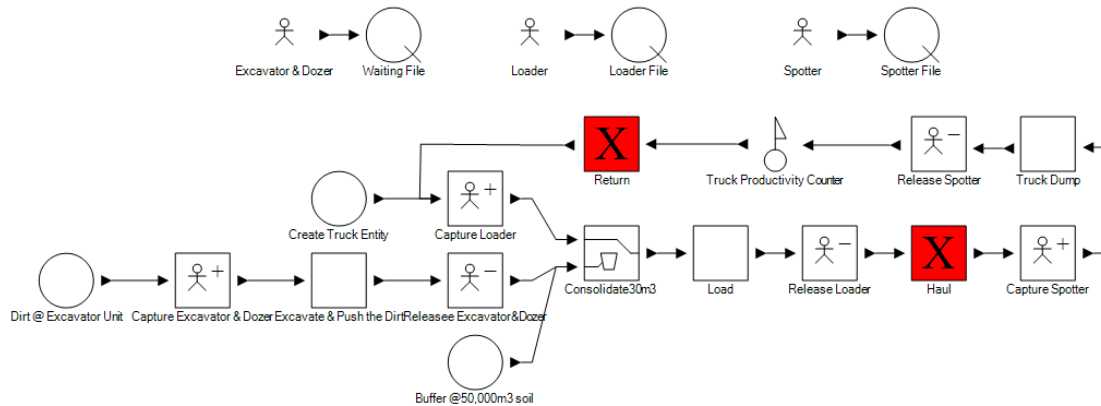 Excavator & Dozer
Waiting File
Loader
Loader File
Spotter
Spotter File
X
Return
Truck Productivity Counter
Release Spotter
Truck Dump
+
-
Create Truck Entity
Capture Loader
+
Consolidate30m3
Load
-
Release Loader
X
Haul
+
Capture Spotter
Dirt @ Excavator Unit
+
Capture Excavator & Dozer
Excavate & Push the Dirt
-
Releasee Excavator&Dozer
Buffer @50,000m3 soil